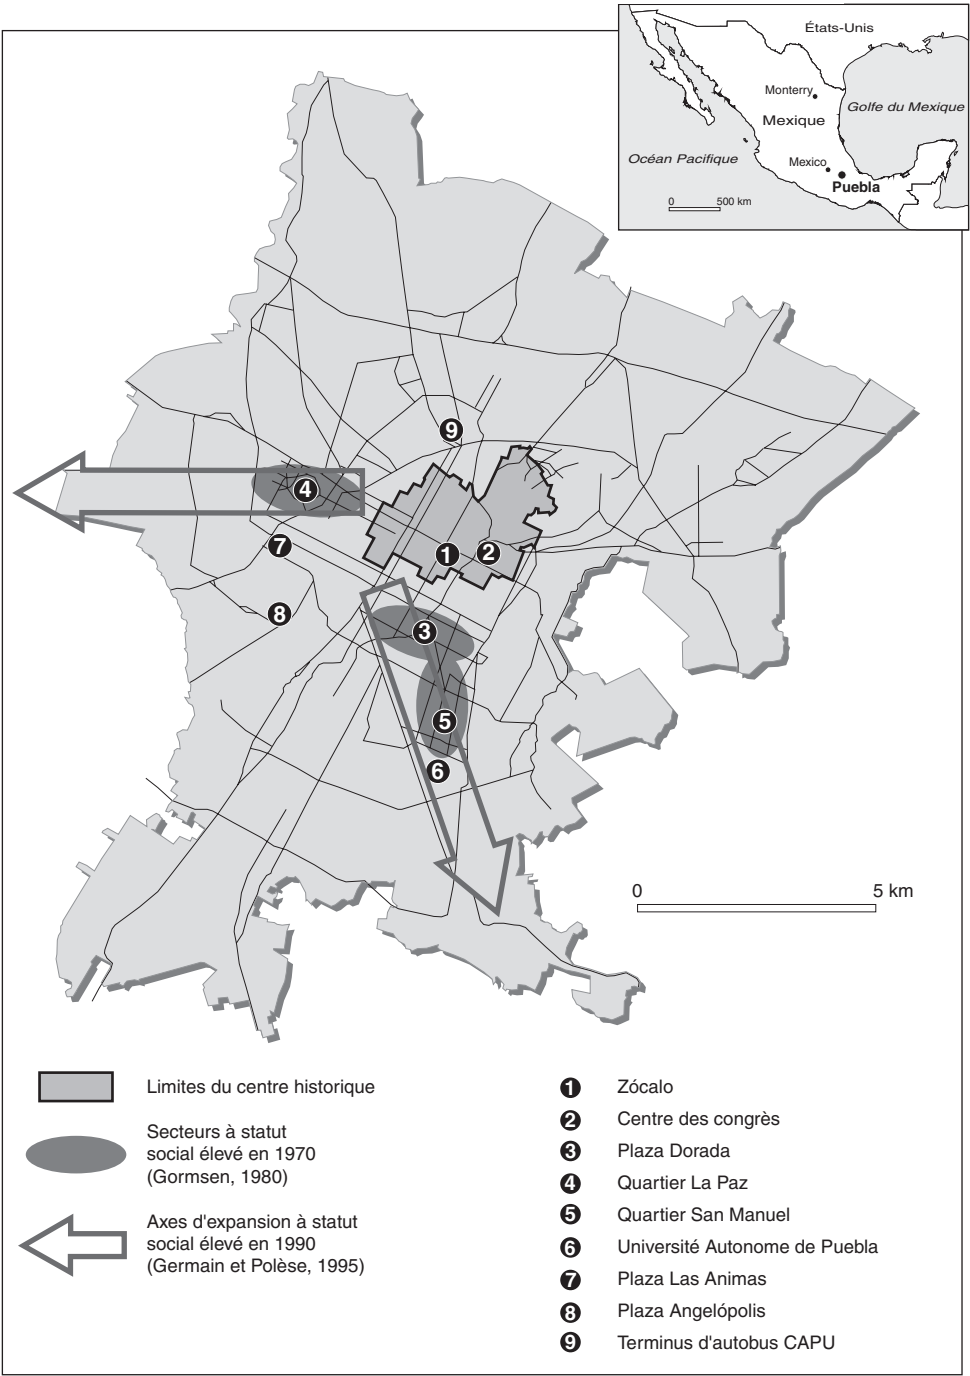 États-Unis
Monterry
Golfe du Mexique
Mexique
Océan Pacifique
Mexico
Puebla
0 500 km
9
4
7
1 2
8
3
5
6
0 5 km
Limites du centre historique
Secteurs à statut
social élevé en 1970
(Gormsen, 1980)
Axes d'expansion à statut
social élevé en 1990
(Germain et Polèse, 1995)
1 Zócalo
2 Centre des congrès
3 Plaza Dorada
4 Quartier La Paz
5 Quartier San Manuel
6 Université Autonome de Puebla
7 Plaza Las Animas
8 Plaza Angelópolis
9 Terminus d'autobus CAPU